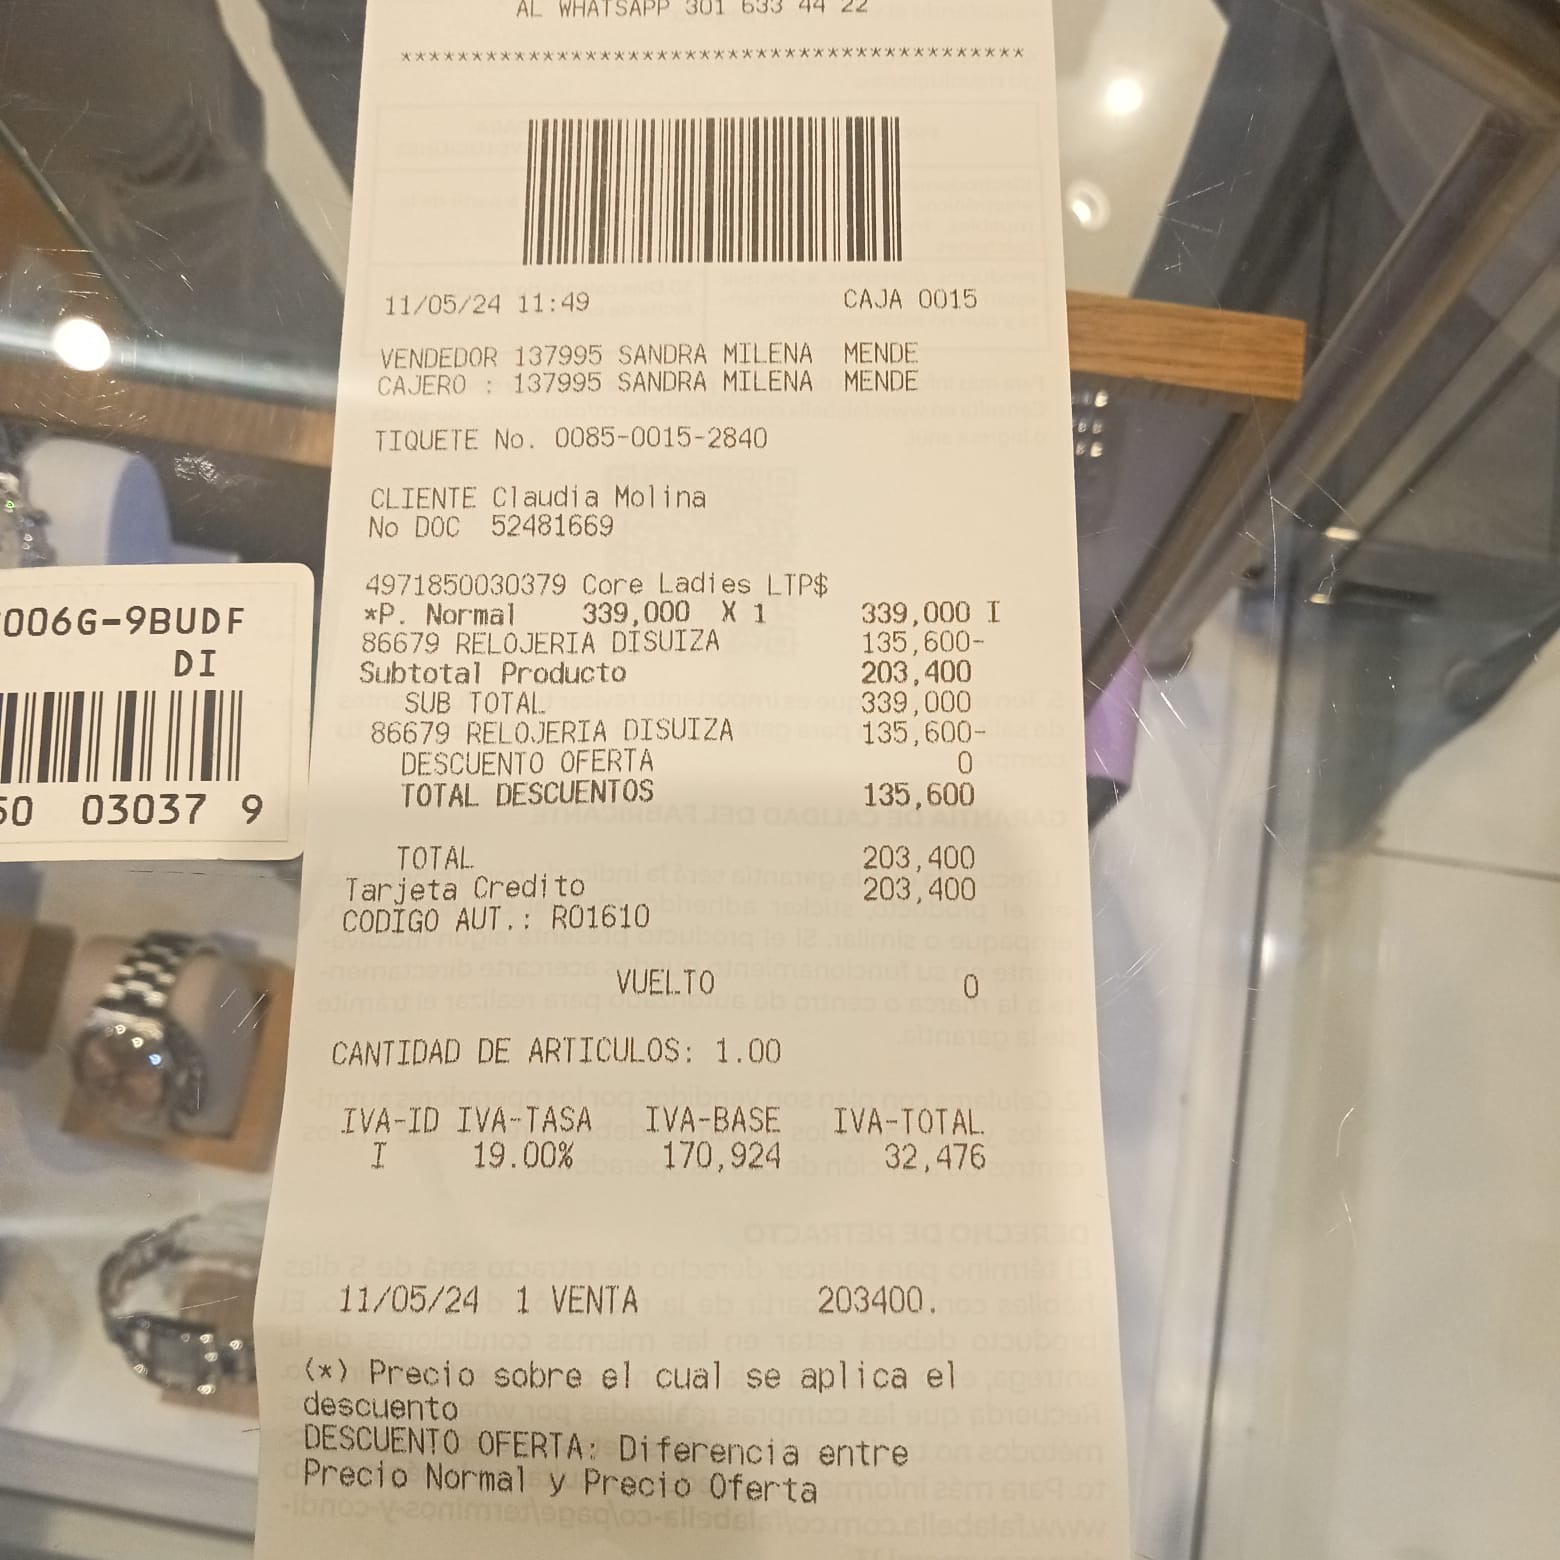 AL WHATSAPP 301 633 44 22
********************************************
11/05/24 11:49 CAJA 0015
VENDEDOR 137995 SANDRA MILENA MENDE
CAJERO : 137995 SANDRA MILENA MENDE
TIQUETE No. 0085-0015-2840
CLIENTE Claudia Molina
No DOC 52481669
4971850030379 Core Ladies LTP$
*P. Normal 339,000 X 1 339,000 I
86679 RELOJERIA DISUIZA 135,600-
Subtotal Producto 203,400
SUB TOTAL 339,000
86679 RELOJERIA DISUIZA 135,600-
DESCUENTO OFERTA 0
TOTAL DESCUENTOS 135,600
TOTAL 203,400
Tarjeta Credito 203,400
CODIGO AUT.: R01610
VUELTO 0
CANTIDAD DE ARTICULOS: 1.00
IVA-ID IVA-TASA IVA-BASE IVA-TOTAL
I 19.00% 170,924 32,476
11/05/24 1 VENTA 203400.
(*) Precio sobre el cual se aplica el
descuento
DESCUENTO OFERTA: Diferencia entre
Precio Normal y Precio Oferta
006G-9BUDF
DI
50 03037 9